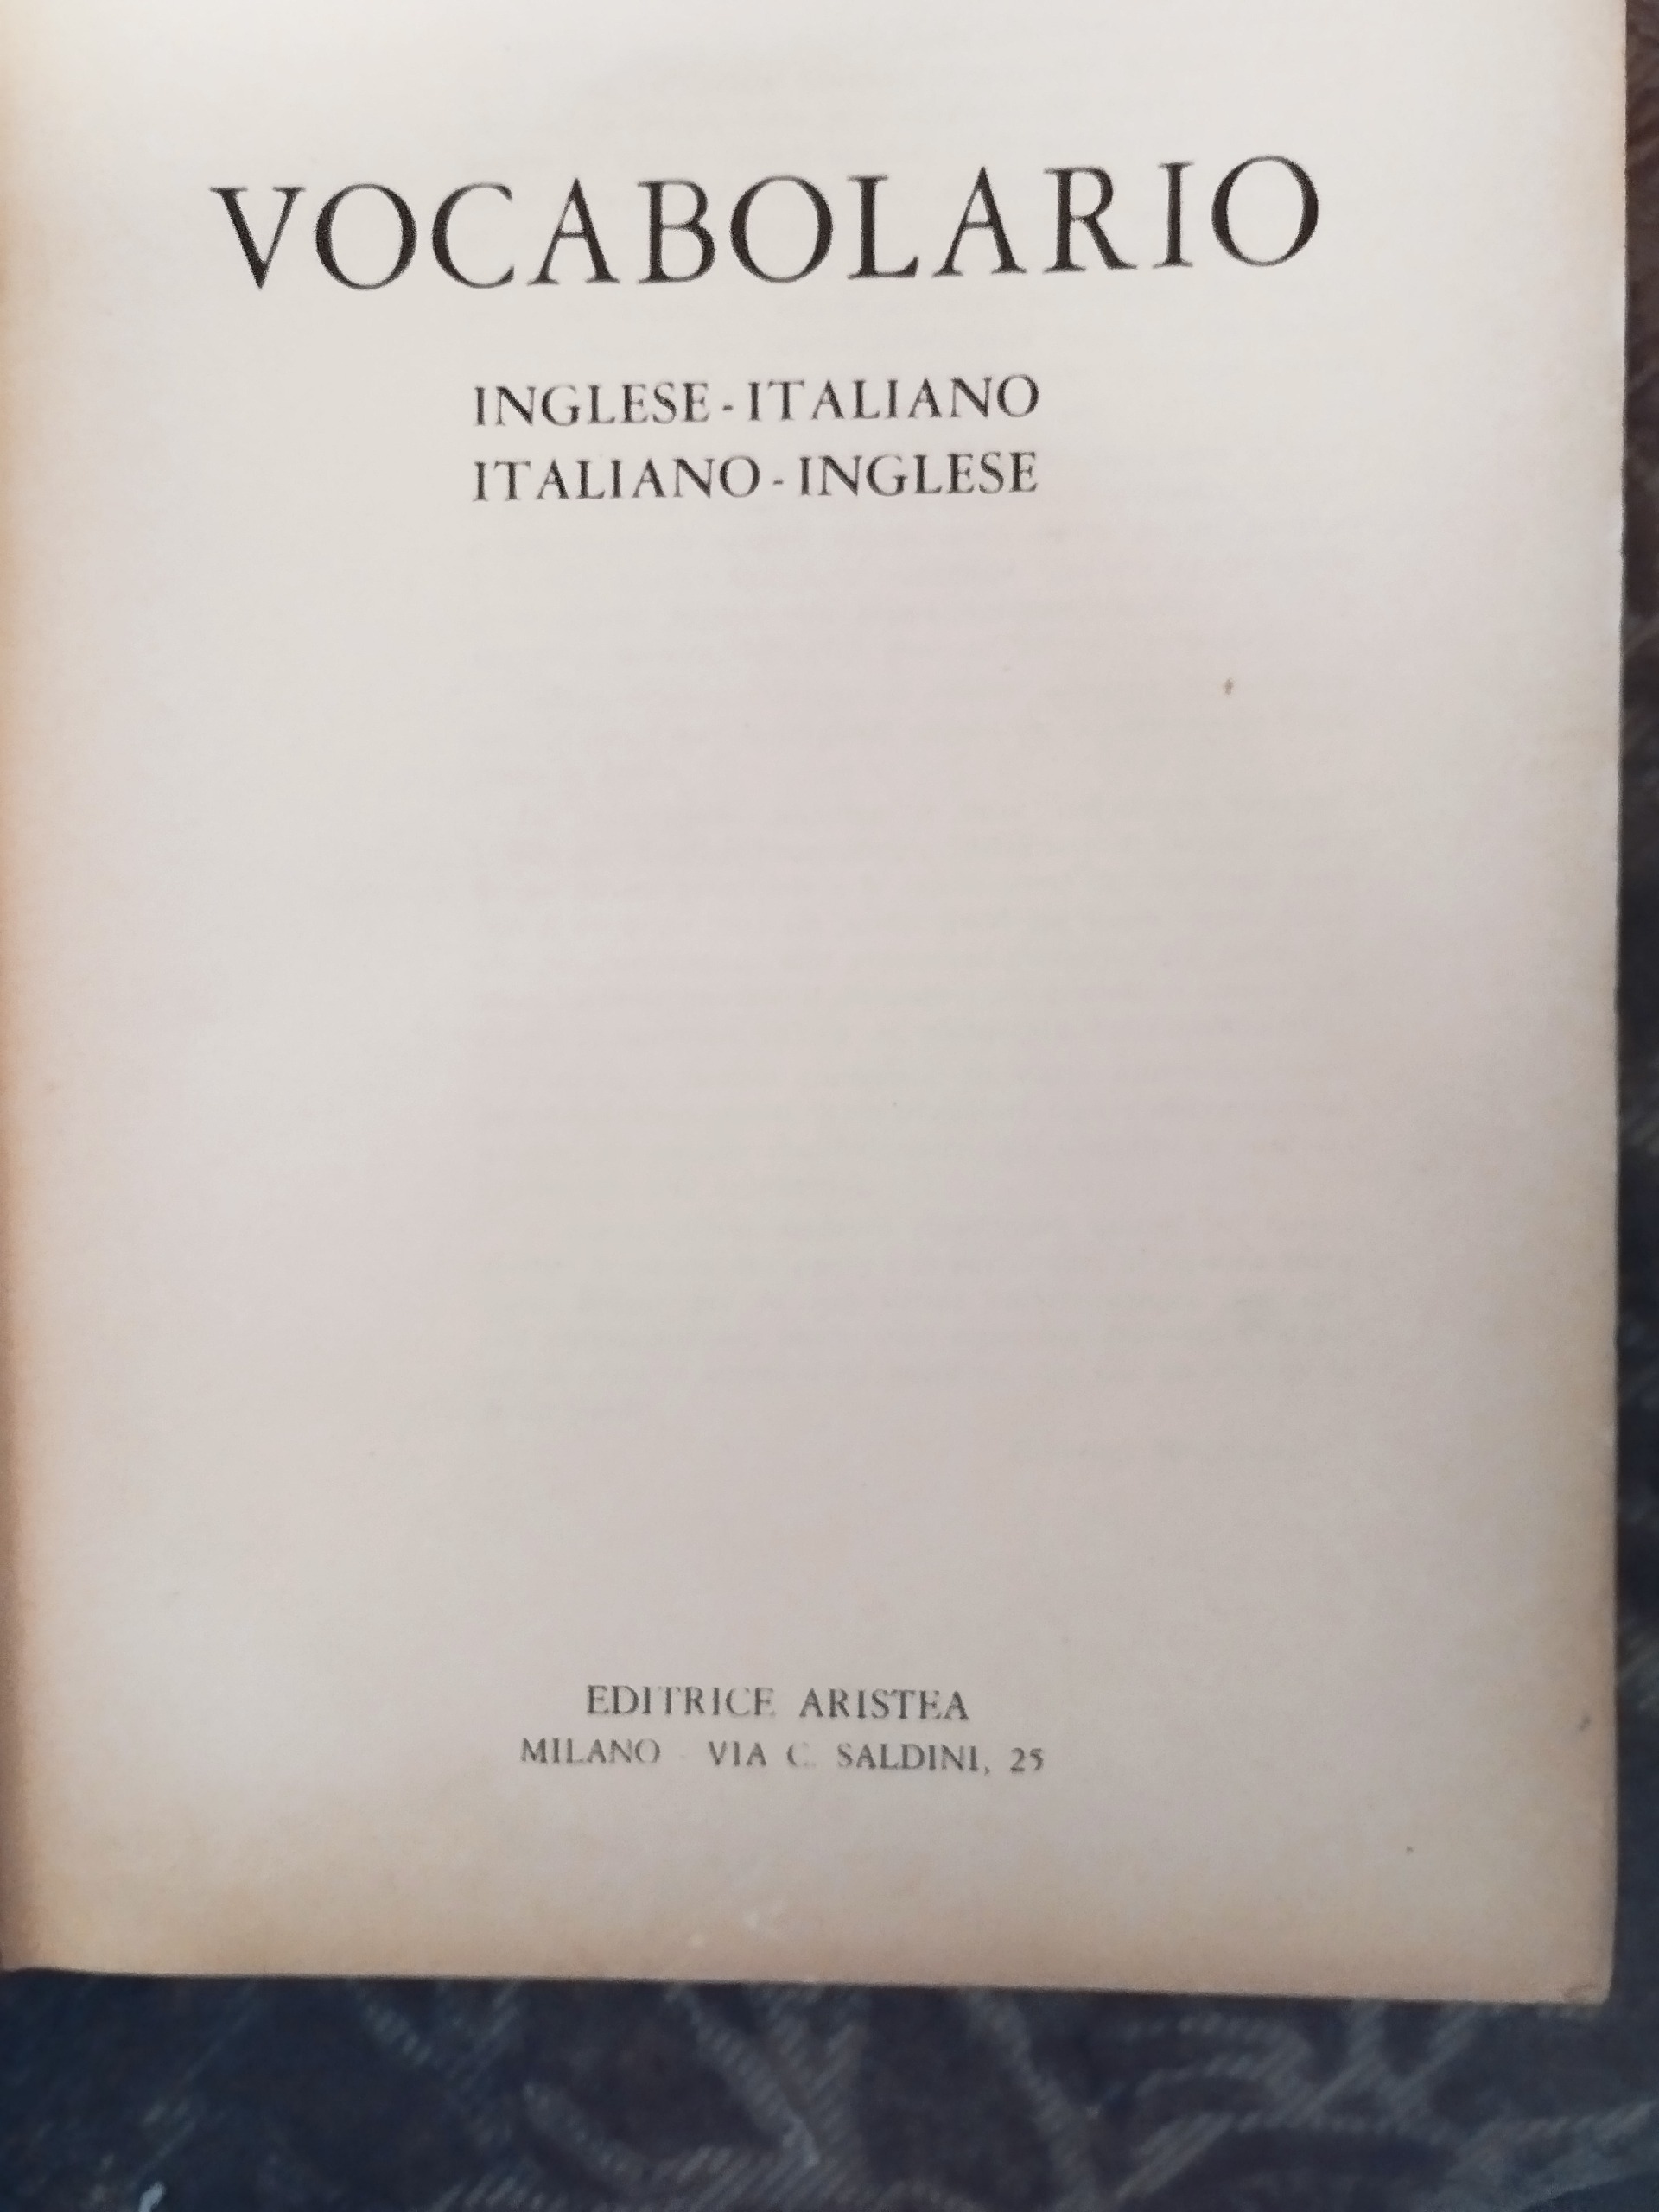 VOCABOLARIO
INGLESE - ITALIANO
ITALIANO - INGLESE
EDITRICE ARISTEA
MILANO - VIA C. SALDINI, 25